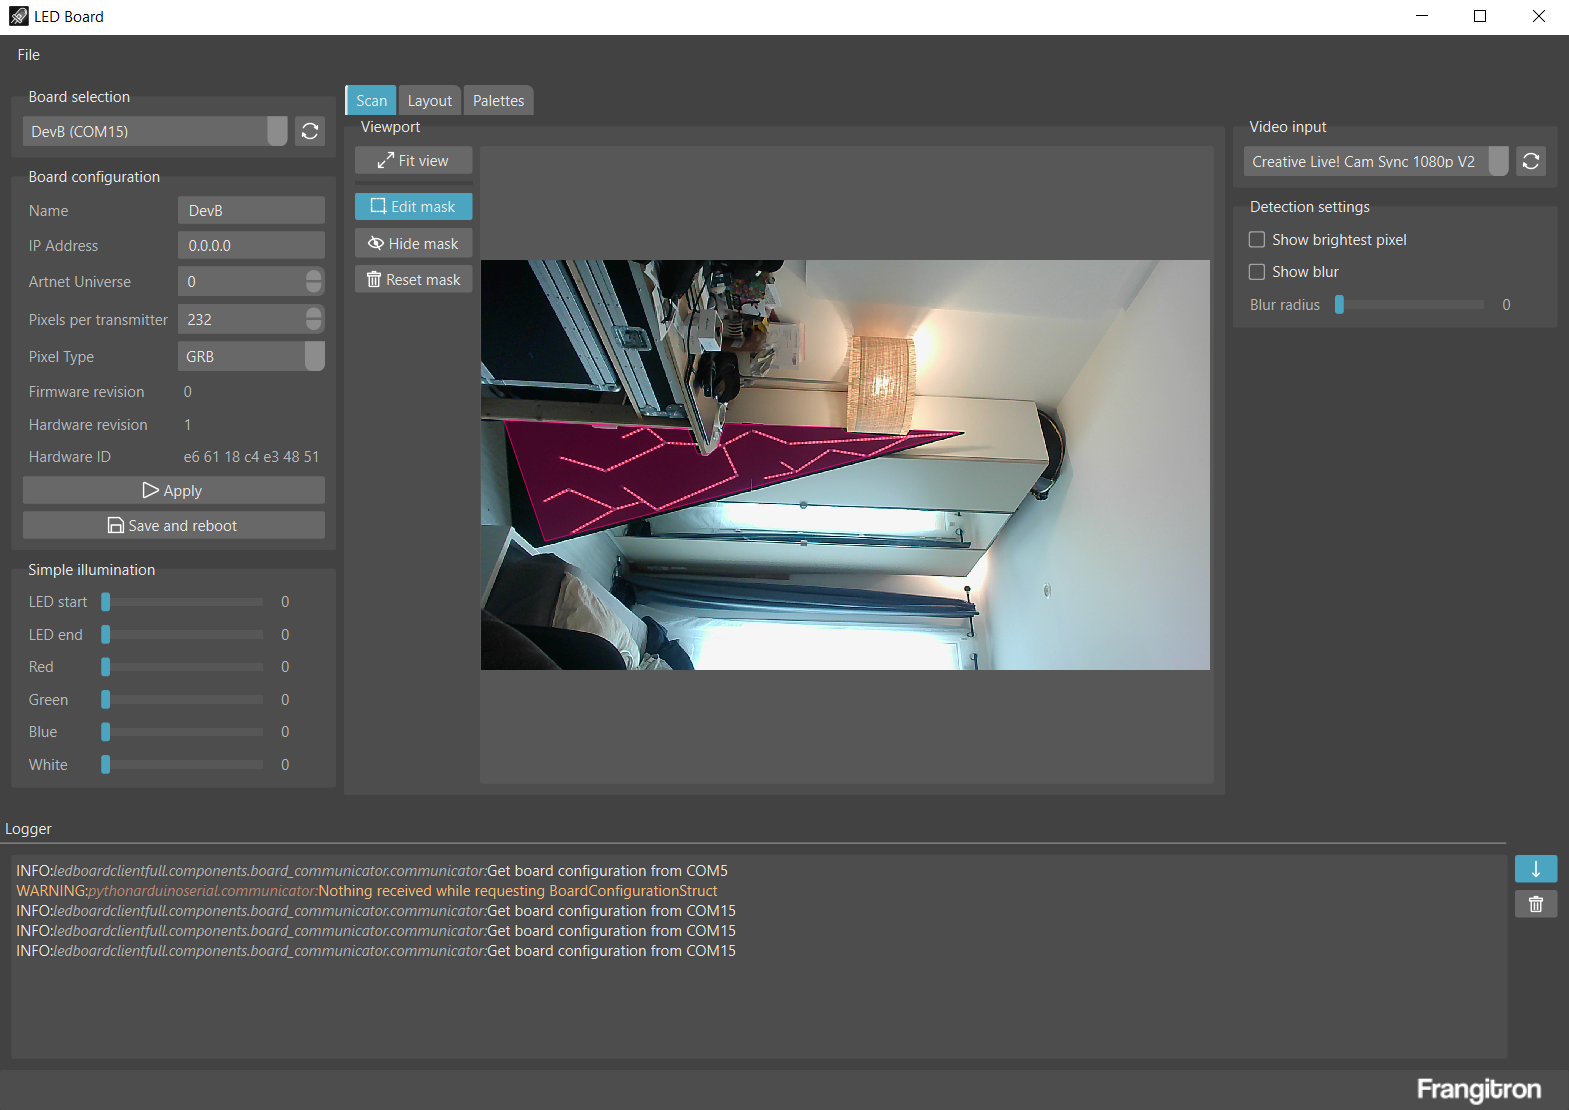 LED Board
File
Board selection
DevB (COM15)
Board configuration
Name DevB
IP Address 0.0.0.0
Artnet Universe 0
Pixels per transmitter 232
Pixel Type GRB
Firmware revision 0
Hardware revision 1
Hardware ID e6 61 18 c4 e3 48 51
Apply
Save and reboot
Simple illumination
LED start 0
LED end 0
Red 0
Green 0
Blue 0
White 0
Scan Layout Palettes
Viewport
Fit view
Edit mask
Hide mask
Reset mask
Video input
Creative Live! Cam Sync 1080p V2
Detection settings
Show brightest pixel
Show blur
Blur radius 0
Logger
INFO:ledboardclientfull.components.board_communicator.communicator:Get board configuration from COM5
WARNING:pythonarduinoserial.communicator:Nothing received while requesting BoardConfigurationStruct
INFO:ledboardclientfull.components.board_communicator.communicator:Get board configuration from COM15
INFO:ledboardclientfull.components.board_communicator.communicator:Get board configuration from COM15
INFO:ledboardclientfull.components.board_communicator.communicator:Get board configuration from COM15
Frangitron